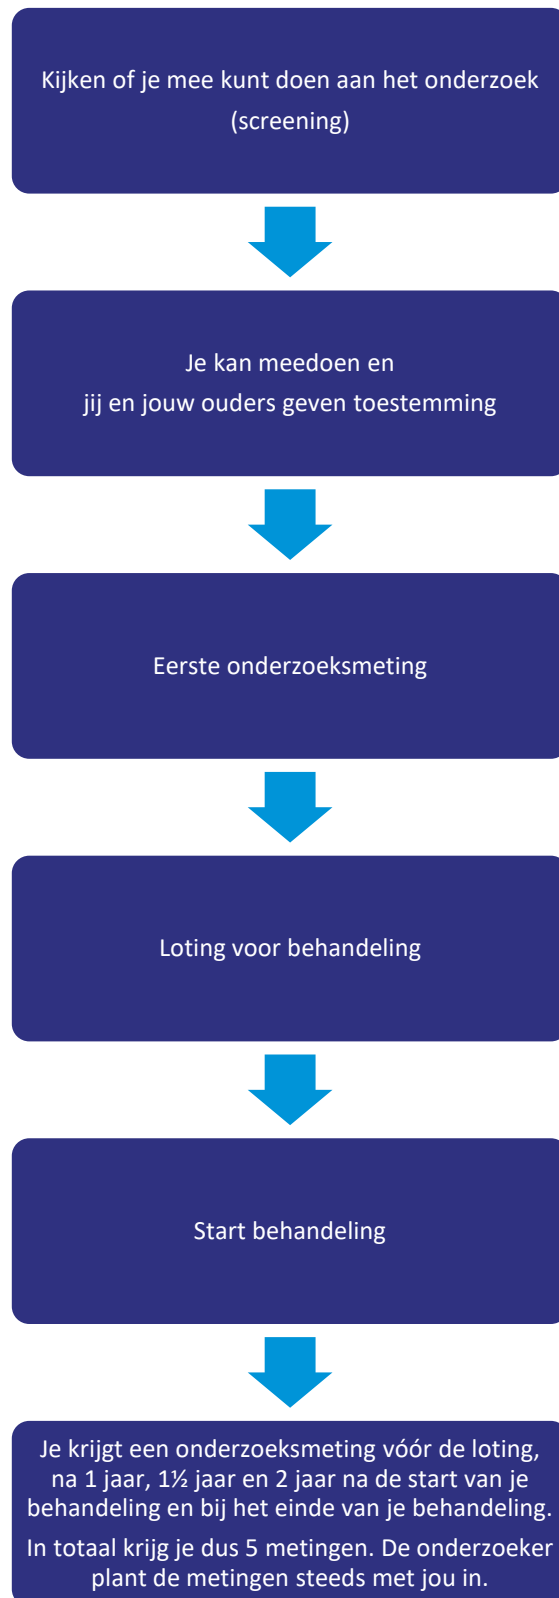 Kijken of je mee kunt doen aan het onderzoek
(screening)
Je kan meedoen en
jij en jouw ouders geven toestemming
Eerste onderzoeksmeting
Loting voor behandeling
Start behandeling
Je krijgt een onderzoeksmeting vóór de loting,
na 1 jaar, 1½ jaar en 2 jaar na de start van je
behandeling en bij het einde van je behandeling.
In totaal krijg je dus 5 metingen. De onderzoeker
plant de metingen steeds met jou in.